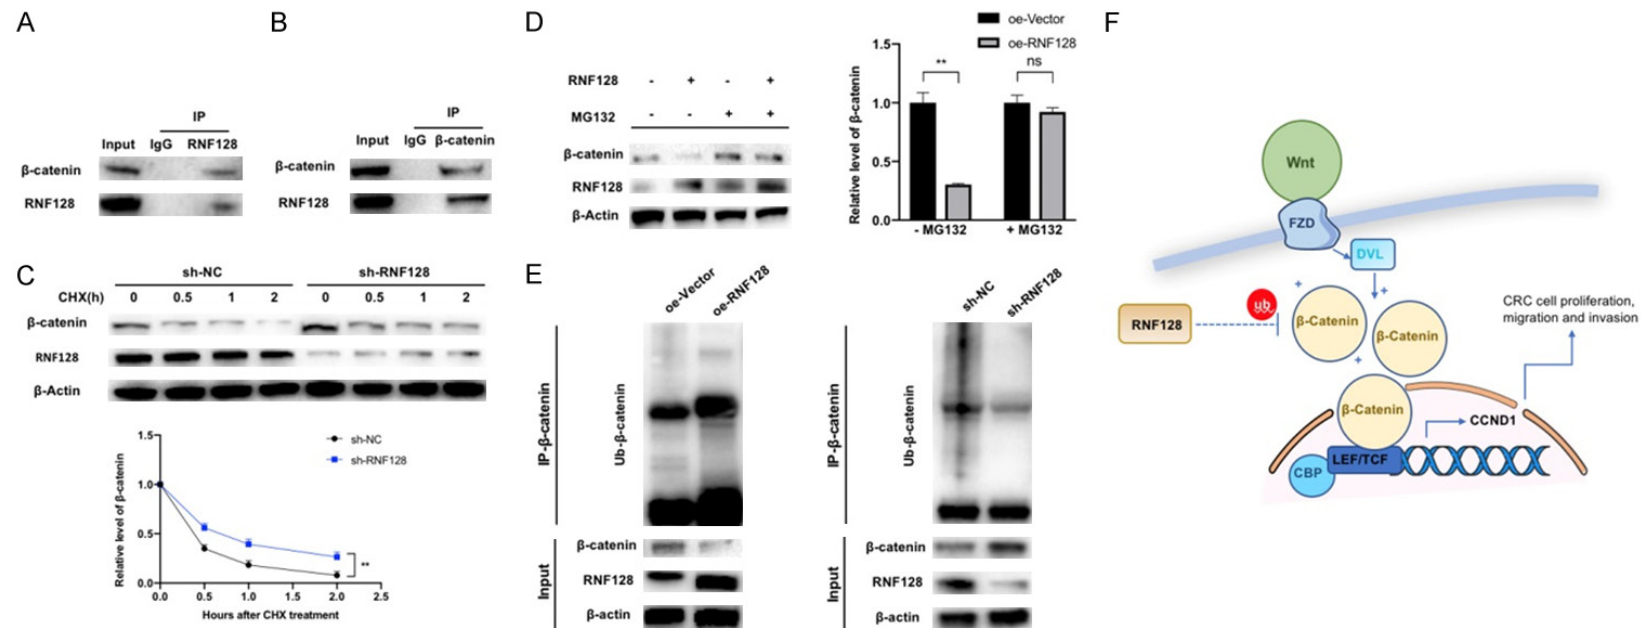 A
IP
Input IgG RNF128
β-catenin
RNF128
B
IP
Input IgG β-catenin
β-catenin
RNF128
C
sh-NC sh-RNF128
CHX(h) 0 0.5 1 2 0 0.5 1 2
β-catenin
RNF128
β-Actin
Relative level of β-catenin
1.5
1.0
0.5
0.0
0.0 0.5 1.0 1.5 2.0 2.5
Hours after CHX treatment
sh-NC
sh-RNF128
**
D
RNF128 - + - +
MG132 - - + +
β-catenin
RNF128
β-Actin
oe-Vector
oe-RNF128
Relative level of β-catenin
1.5
1.0
0.5
0.0
** ns
- MG132 + MG132
E
oe-Vector oe-RNF128
IP-β-catenin
Ub-β-catenin
Input
β-catenin
RNF128
β-actin
sh-NC sh-RNF128
IP-β-catenin
Ub-β-catenin
Input
β-catenin
RNF128
β-actin
F
Wnt
FZD
DVL
+ +
ub
RNF128
β-Catenin
β-Catenin
+
β-Catenin
CRC cell proliferation,
migration and invasion
CCND1
LEF/TCF
CBP